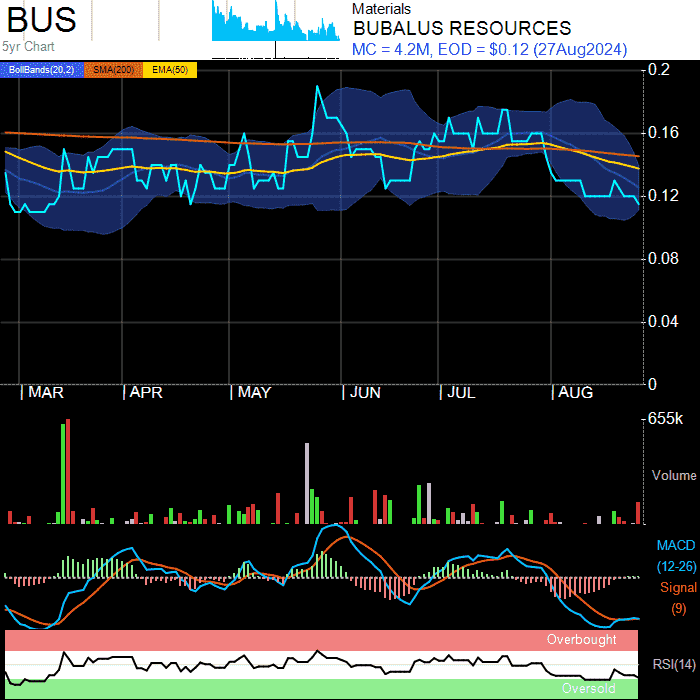 BUS
5yr Chart
Materials
BUBALUS RESOURCES
MC = 4.2M, EOD = $0.12 (27Aug2024)
BollBands(20,2) SMA(200) EMA(50)
0.2
0.16
0.12
0.08
0.04
0
MAR APR MAY JUN JUL AUG
655k
Volume
MACD
(12-26)
Signal
(9)
Overbought
RSI(14)
Oversold